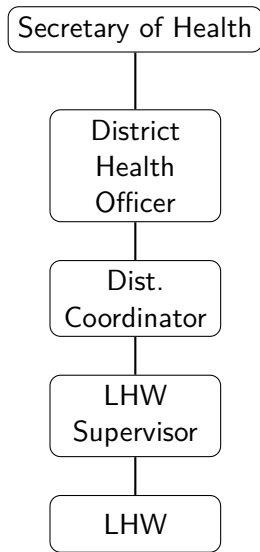 Secretary of Health
District
Health
Officer
Dist.
Coordinator
LHW
Supervisor
LHW